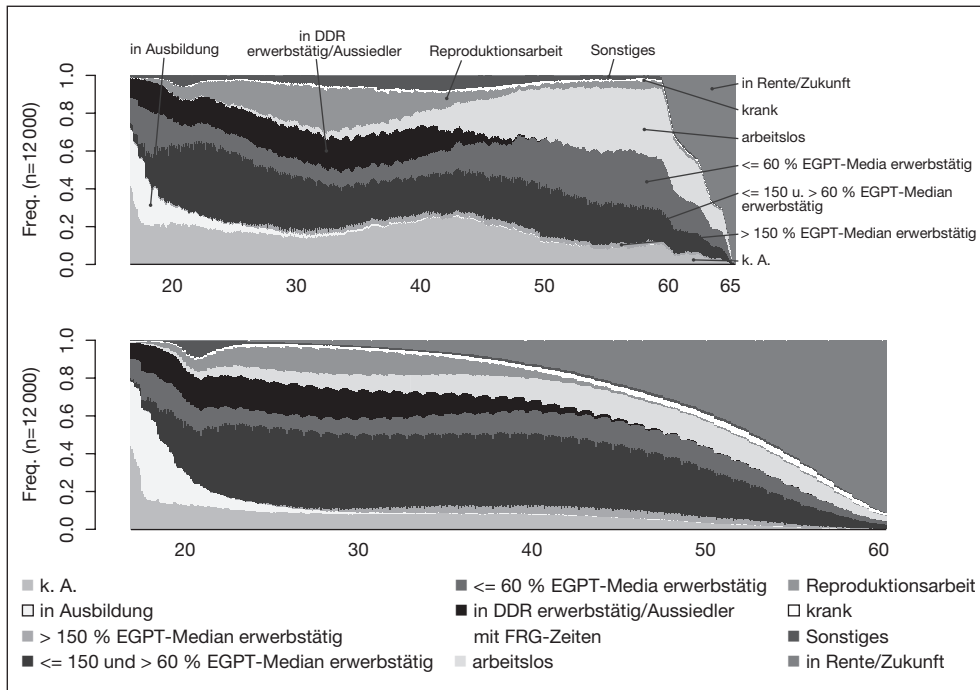 in Ausbildung
in DDR
erwerbstätig/Aussiedler
Reproduktionsarbeit
Sonstiges
Freq. (n=12 000)
1.0
0.8
0.6
0.4
0.2
0.0
in Rente/Zukunft
krank
arbeitslos
<= 60 % EGPT-Media erwerbstätig
<= 150 u. > 60 % EGPT-Median
erwerbstätig
> 150 % EGPT-Median erwerbstätig
k. A.
20 30 40 50 60 65
Freq. (n=12 000)
1.0
0.8
0.6
0.4
0.2
0.0
20 30 40 50 60
k. A.
in Ausbildung
> 150 % EGPT-Median erwerbstätig
<= 150 und > 60 % EGPT-Median erwerbstätig
<= 60 % EGPT-Media erwerbstätig
in DDR erwerbstätig/Aussiedler
mit FRG-Zeiten
arbeitslos
Reproduktionsarbeit
krank
Sonstiges
in Rente/Zukunft